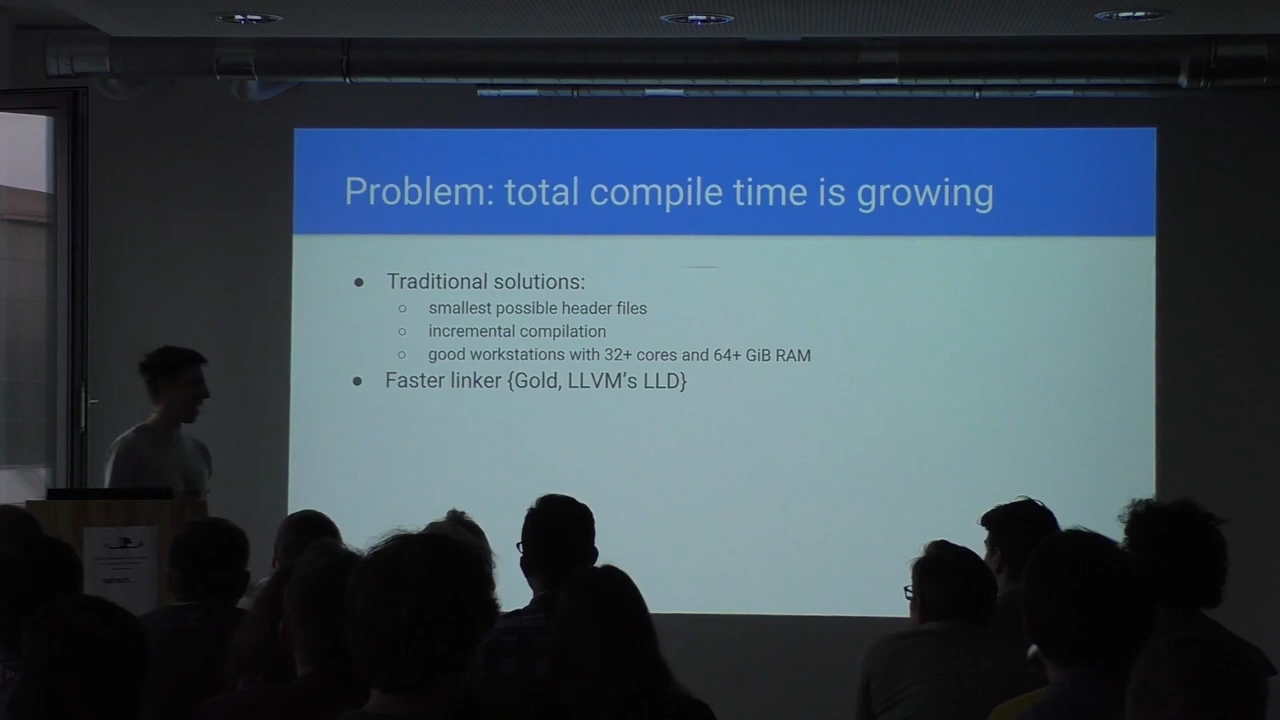 Problem: total compile time is growing
● Traditional solutions:
○ smallest possible header files
○ incremental compilation
○ good workstations with 32+ cores and 64+ GiB RAM
● Faster linker {Gold, LLVM's LLD}